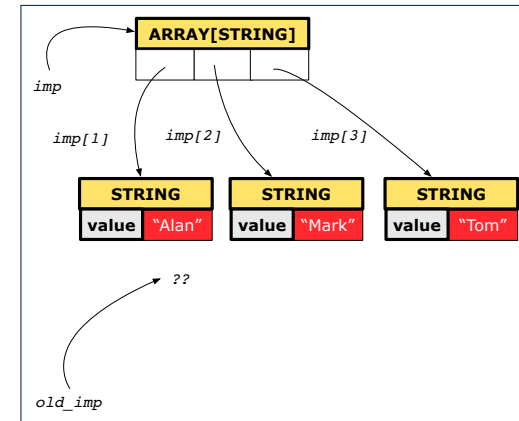 ARRAY[STRING]
imp
imp[1] imp[2] imp[3]
STRING STRING STRING
value “Alan” value “Mark” value “Tom”
??
old_imp